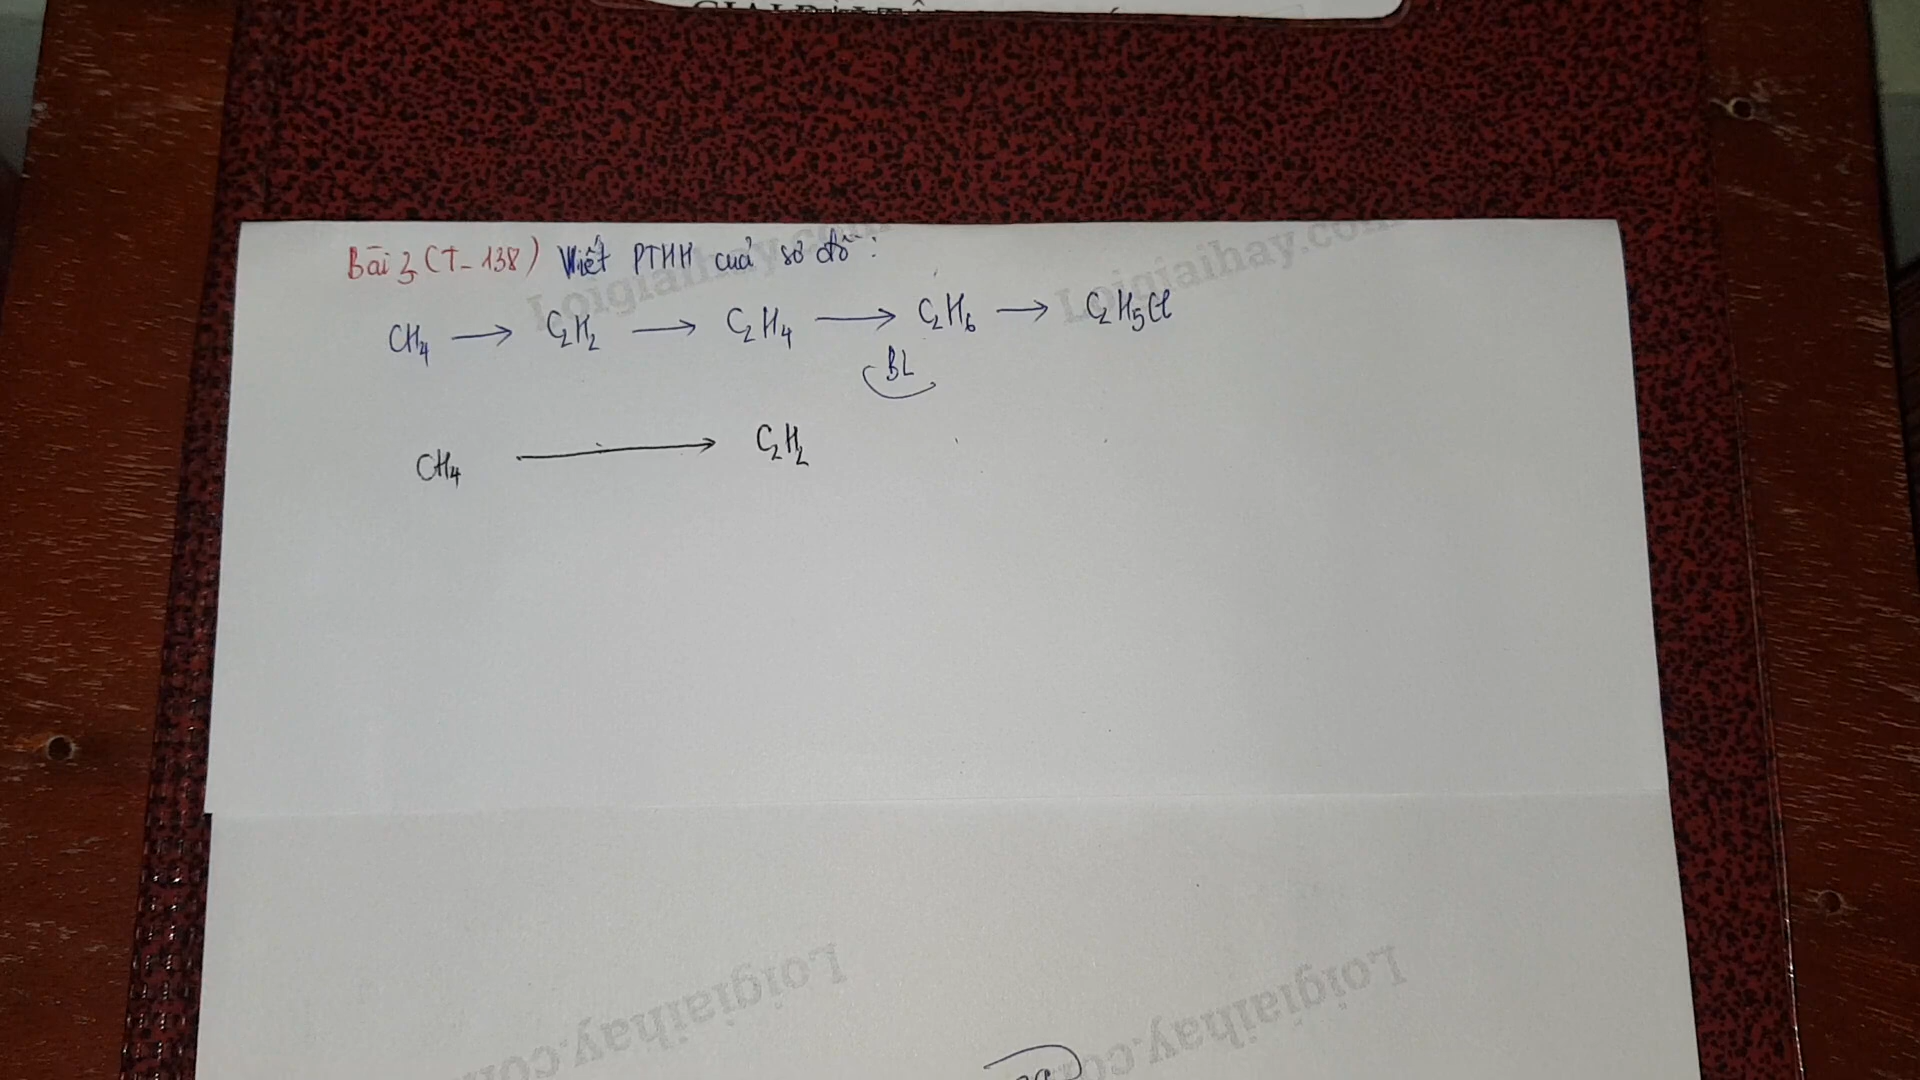 Bài 3 (T-138) Viết PTHH của sơ đồ:
CH4 → C2H2 → C2H4 → C2H6 → C2H5Cl
BL
CH4 → C2H2
Loigiaihay.com
Loigiaihay.com
Loigiaihay.com
Loigiaihay.com